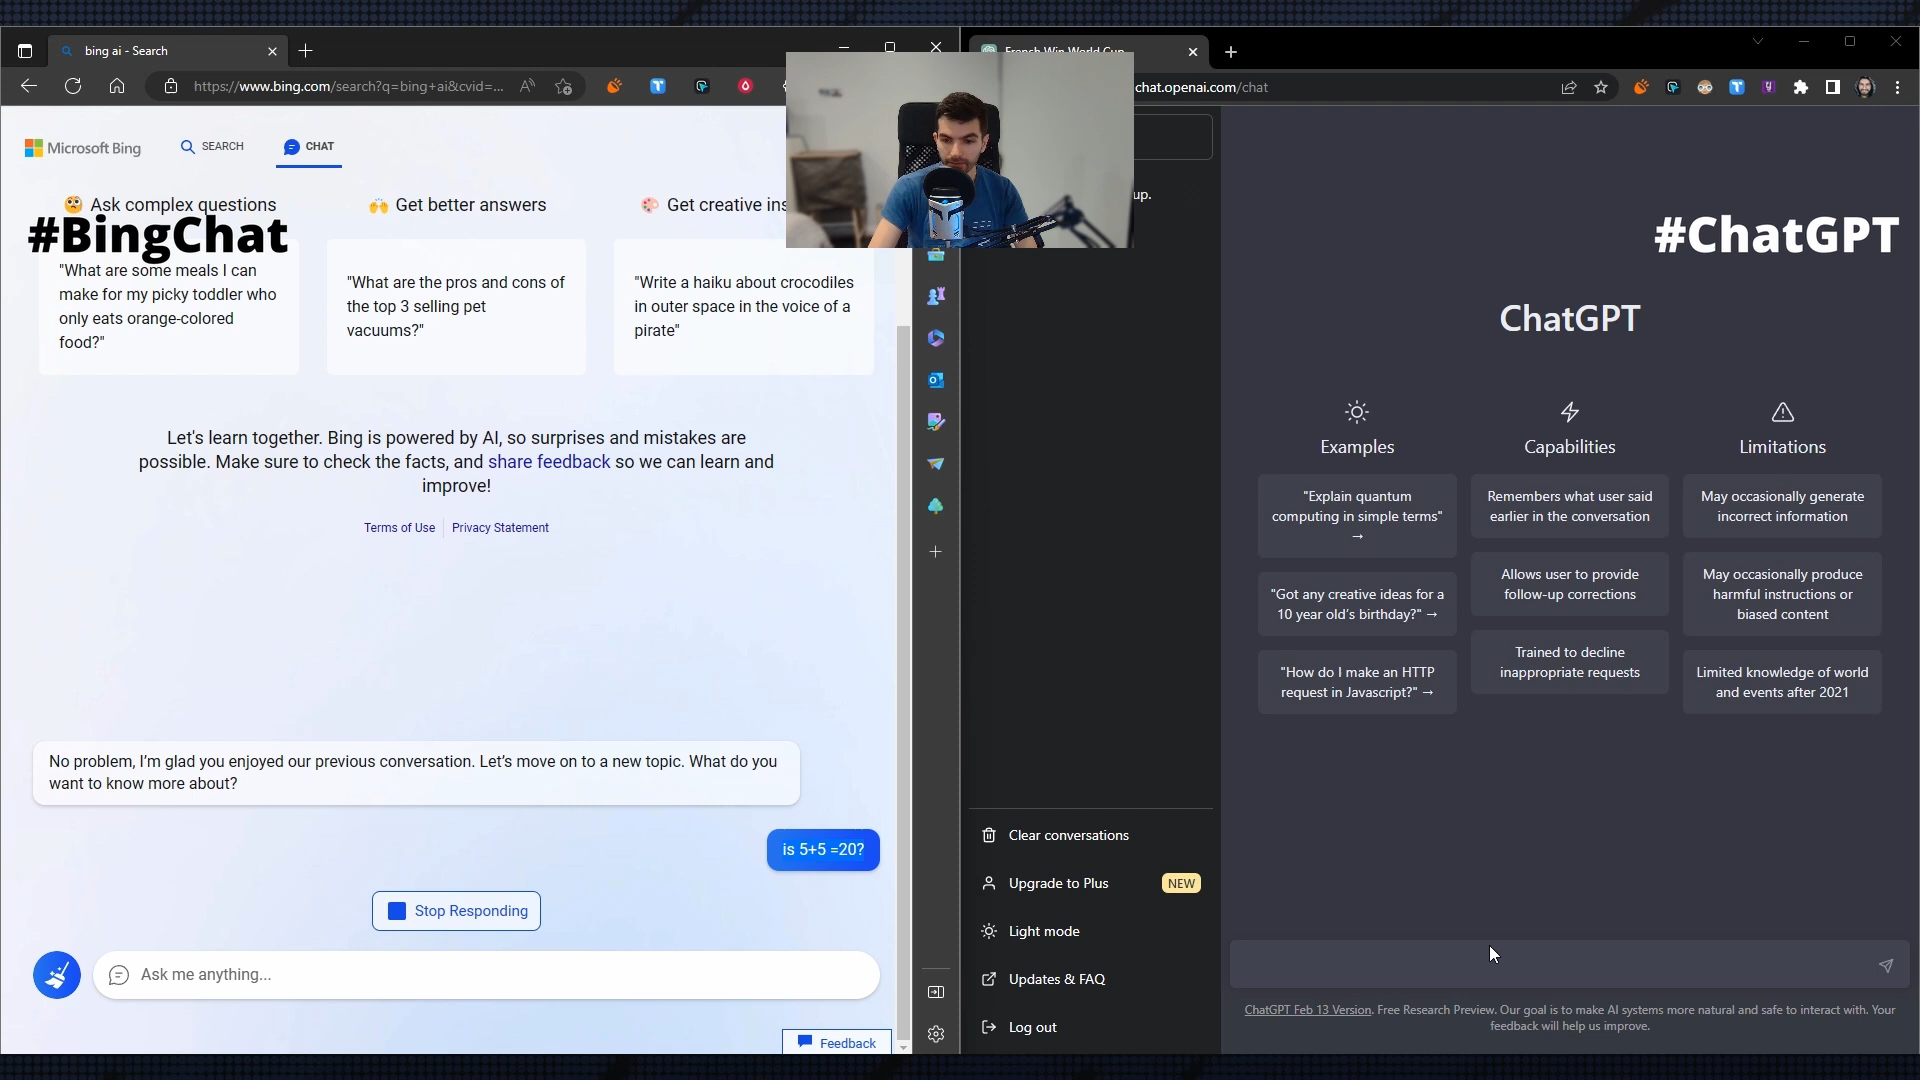 bing ai - Search
https://www.bing.com/search?q=bing+ai&cvid=...
Microsoft Bing
SEARCH
CHAT
Ask complex questions
Get better answers
Get creative ins
#BingChat
"What are some meals I can
make for my picky toddler who
only eats orange-colored
food?"
"What are the pros and cons of
the top 3 selling pet
vacuums?"
"Write a haiku about crocodiles
in outer space in the voice of a
pirate"
Let's learn together. Bing is powered by AI, so surprises and mistakes are
possible. Make sure to check the facts, and share feedback so we can learn and
improve!
Terms of Use
Privacy Statement
No problem, I'm glad you enjoyed our previous conversation. Let's move on to a new topic. What do you
want to know more about?
is 5+5 =20?
Stop Responding
Ask me anything...
Feedback
French Win World Cup
chat.openai.com/chat
up.
#ChatGPT
ChatGPT
Examples
"Explain quantum
computing in simple terms"
→
"Got any creative ideas for a
10 year old's birthday?" →
"How do I make an HTTP
request in Javascript?" →
Capabilities
Remembers what user said
earlier in the conversation
Allows user to provide
follow-up corrections
Trained to decline
inappropriate requests
Limitations
May occasionally generate
incorrect information
May occasionally produce
harmful instructions or
biased content
Limited knowledge of world
and events after 2021
Clear conversations
Upgrade to Plus
NEW
Light mode
Updates & FAQ
Log out
ChatGPT Feb 13 Version. Free Research Preview. Our goal is to make AI systems more natural and safe to interact with. Your
feedback will help us improve.